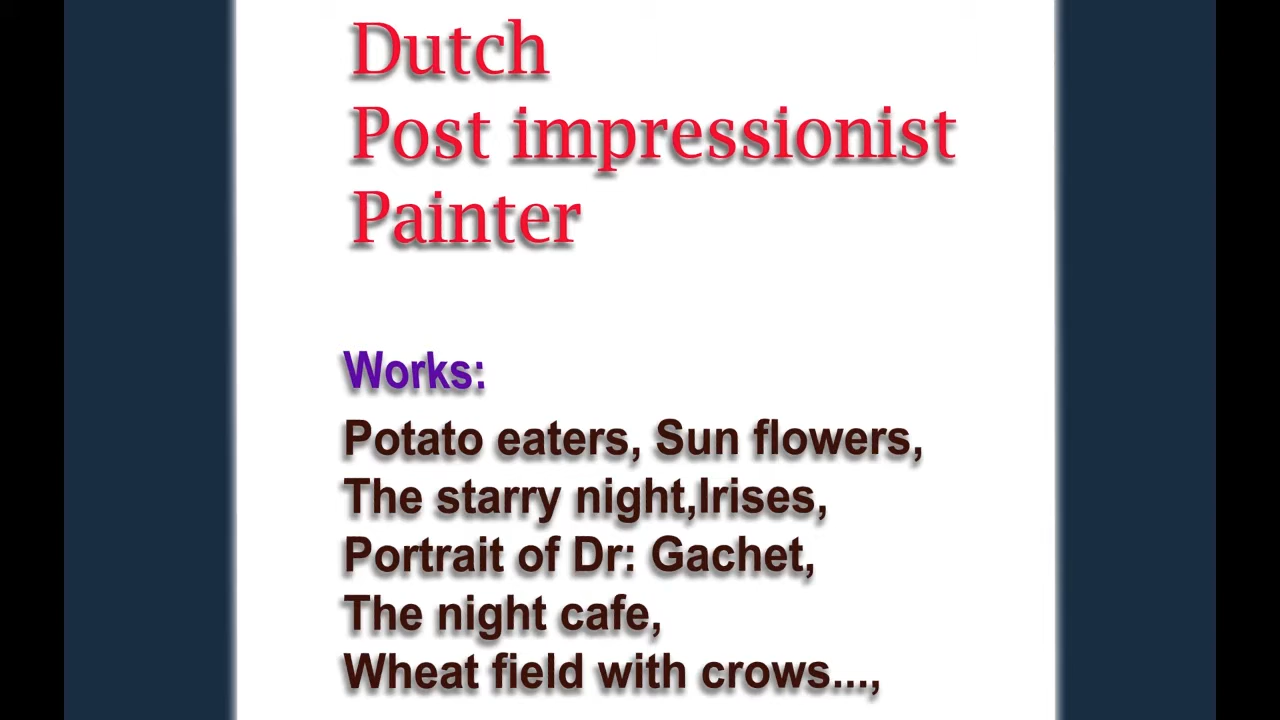 Dutch
Post impressionist
Painter
Works:
Potato eaters, Sun flowers,
The starry night,Irises,
Portrait of Dr: Gachet,
The night cafe,
Wheat field with crows...,